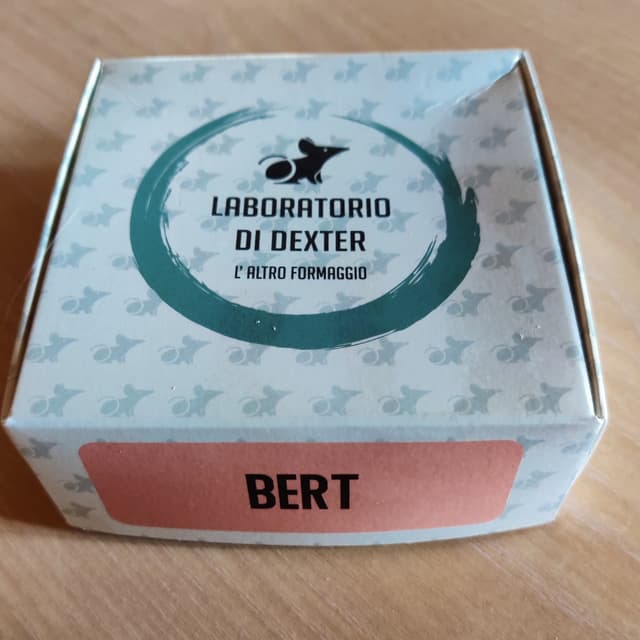 LABORATORIO
DI DEXTER
L' ALTRO FORMAGGIO
BERT